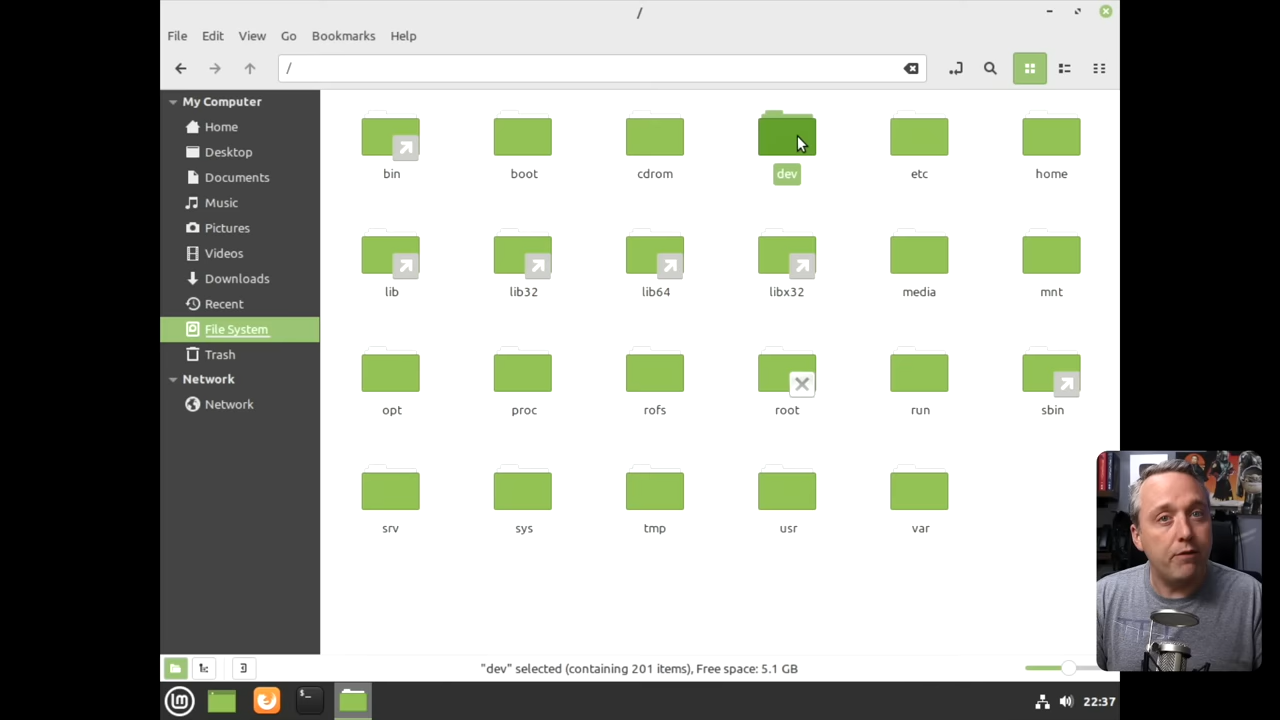 /
File Edit View Go Bookmarks Help
/
My Computer
Home
Desktop
Documents
Music
Pictures
Videos
Downloads
Recent
File System
Trash
Network
Network
bin boot cdrom dev etc home
lib lib32 lib64 libx32 media mnt
opt proc rofs root run sbin
srv sys tmp usr var
"dev" selected (containing 201 items), Free space: 5.1 GB
22:37